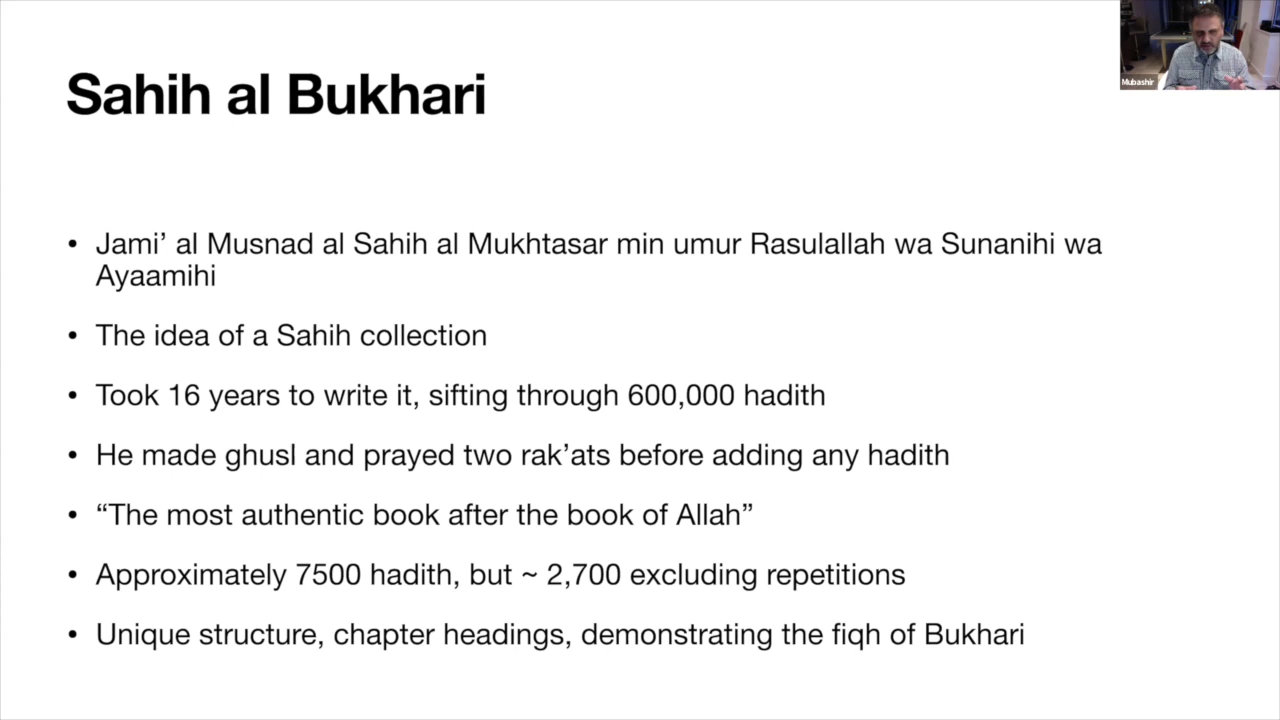 Sahih al Bukhari
Mubashir
• Jami’ al Musnad al Sahih al Mukhtasar min umur Rasulallah wa Sunanihi wa
Ayaamihi
• The idea of a Sahih collection
• Took 16 years to write it, sifting through 600,000 hadith
• He made ghusl and prayed two rak’ats before adding any hadith
• “The most authentic book after the book of Allah”
• Approximately 7500 hadith, but ~ 2,700 excluding repetitions
• Unique structure, chapter headings, demonstrating the fiqh of Bukhari